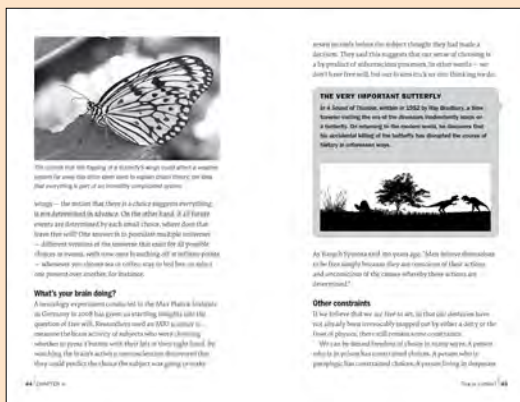 The notion that the flapping of a butterfly's wings could affect a weather
system far away has often been used to explain chaos theory, the idea
that everything is part of an incredibly complicated system.
wings — the notion that there is a choice suggests everything
is not determined in advance. On the other hand, if all future
events are determined by each small choice, where does that
leave free will? One answer is to postulate multiple universes
— different versions of the universe that exist for all possible
choices or events, with new ones branching off at infinite points
— whenever you choose tea or coffee, stay in bed late or select
one present over another, for instance.
What's your brain doing?
A neurology experiment conducted in the Max Planck Institute
in Germany in 2008 has given us startling insights into the
question of free will. Researchers used an MRI scanner to
measure the brain activity of subjects who were choosing
whether to press a button with their left or their right hand. By
watching the brain's activity, neuroscientists discovered that
they could predict the choice the subject was going to make
44 CHAPTER 4
seven seconds before the subject thought they had made a
decision. They said this suggests that our sense of choosing is
a by-product of subconscious processes. In other words — we
don't have free will, but our brains trick us into thinking we do.
THE VERY IMPORTANT BUTTERFLY
In A Sound of Thunder, written in 1952 by Ray Bradbury, a time
traveler visiting the era of the dinosaurs inadvertently treads on
a butterfly. On returning to the modern world, he discovers that
his accidental killing of the butterfly has disrupted the course of
history in unforeseen ways.
As Baruch Spinoza said 300 years ago, "Men believe themselves
to be free simply because they are conscious of their actions
and unconscious of the causes whereby those actions are
determined."
Other constraints
If we believe that we are free to act, in that our destinies have
not already been irrevocably mapped out by either a deity or the
laws of physics, there still remain some constraints.
We can be denied freedom of choice in many ways. A person
who is in prison has constrained choices. A person who is
paraplegic has constrained choices. A person living in desperate
45